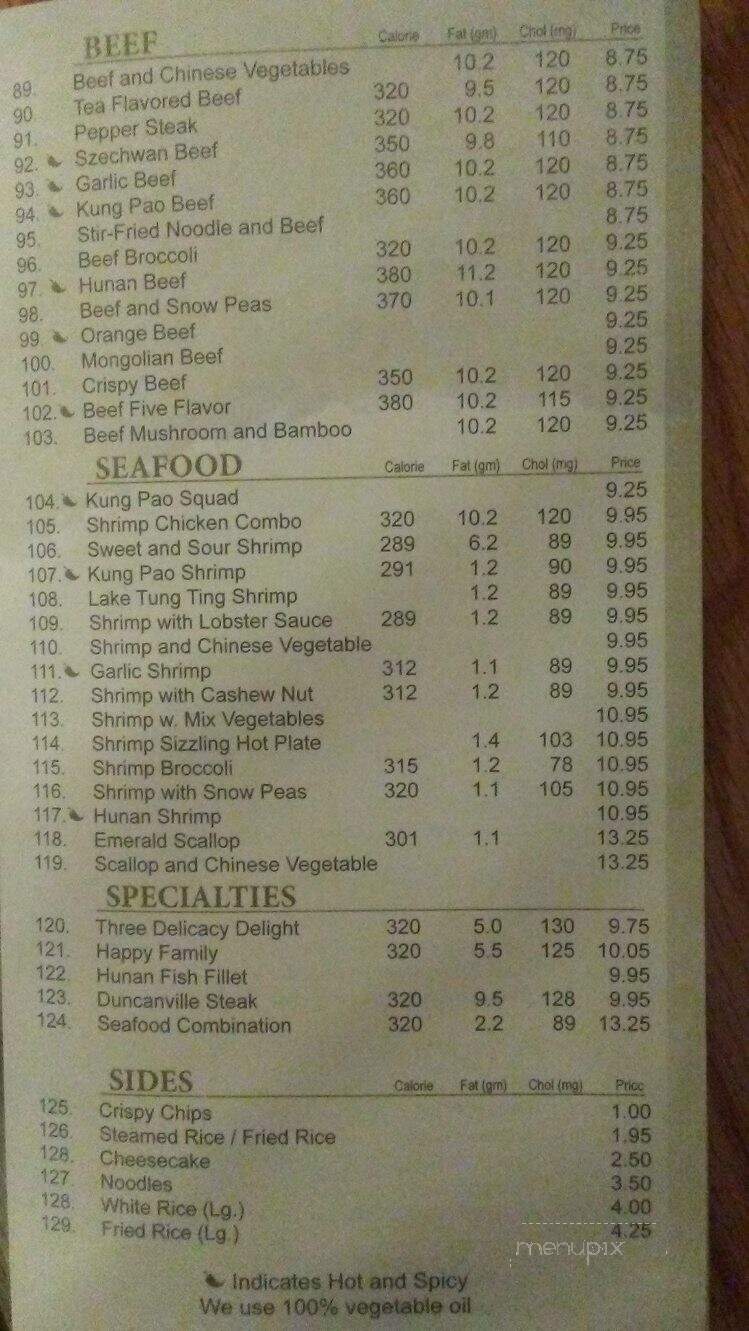 BEEF Calorie Fat (gm) Chol (mg) Price
89. Beef and Chinese Vegetables 10.2 120 8.75
90 Tea Flavored Beef 320 9.5 120 8.75
91. Pepper Steak 320 10.2 120 8.75
92. Szechwan Beef 350 9.8 110 8.75
93. Garlic Beef 360 10.2 120 8.75
94. Kung Pao Beef 360 10.2 120 8.75
95. Stir-Fried Noodle and Beef 8.75
96. Beef Broccoli 320 10.2 120 9.25
97. Hunan Beef 380 11.2 120 9.25
98. Beef and Snow Peas 370 10.1 120 9.25
99 Orange Beef 9.25
100. Mongolian Beef 9.25
101. Crispy Beef 350 10.2 120 9.25
102. Beef Five Flavor 380 10.2 115 9.25
103. Beef Mushroom and Bamboo 10.2 120 9.25
SEAFOOD Calorie Fat (gm) Chol (mg) Price
104. Kung Pao Squad 9.25
105. Shrimp Chicken Combo 320 10.2 120 9.95
106. Sweet and Sour Shrimp 289 6.2 89 9.95
107. Kung Pao Shrimp 291 1.2 90 9.95
108. Lake Tung Ting Shrimp 1.2 89 9.95
109. Shrimp with Lobster Sauce 289 1.2 89 9.95
110. Shrimp and Chinese Vegetable 9.95
111. Garlic Shrimp 312 1.1 89 9.95
112. Shrimp with Cashew Nut 312 1.2 89 9.95
113. Shrimp w. Mix Vegetables 10.95
114. Shrimp Sizzling Hot Plate 1.4 103 10.95
115. Shrimp Broccoli 315 1.2 78 10.95
116. Shrimp with Snow Peas 320 1.1 105 10.95
117. Hunan Shrimp 10.95
118. Emerald Scallop 301 1.1 13.25
119. Scallop and Chinese Vegetable 13.25
SPECIALTIES
120. Three Delicacy Delight 320 5.0 130 9.75
121. Happy Family 320 5.5 125 10.05
122. Hunan Fish Fillet 9.95
123. Duncanville Steak 320 9.5 128 9.95
124. Seafood Combination 320 2.2 89 13.25
SIDES Calorie Fat (gm) Chol (mg) Price
125. Crispy Chips 1.00
126. Steamed Rice / Fried Rice 1.95
128. Cheesecake 2.50
127. Noodles 3.50
128. White Rice (Lg.) 4.00
129. Fried Rice (Lg.) 4.25
menupix
Indicates Hot and Spicy
We use 100% vegetable oil